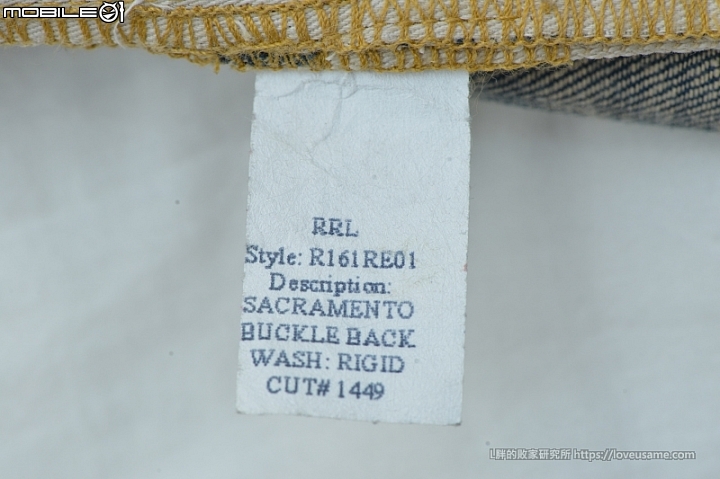 MOBILE01
RRL
Style: R161RE01
Description:
SACRAMENTO
BUCKLE BACK
WASH: RIGID
CUT# 1449
L胖的敗家研究所 https://loveusame.com